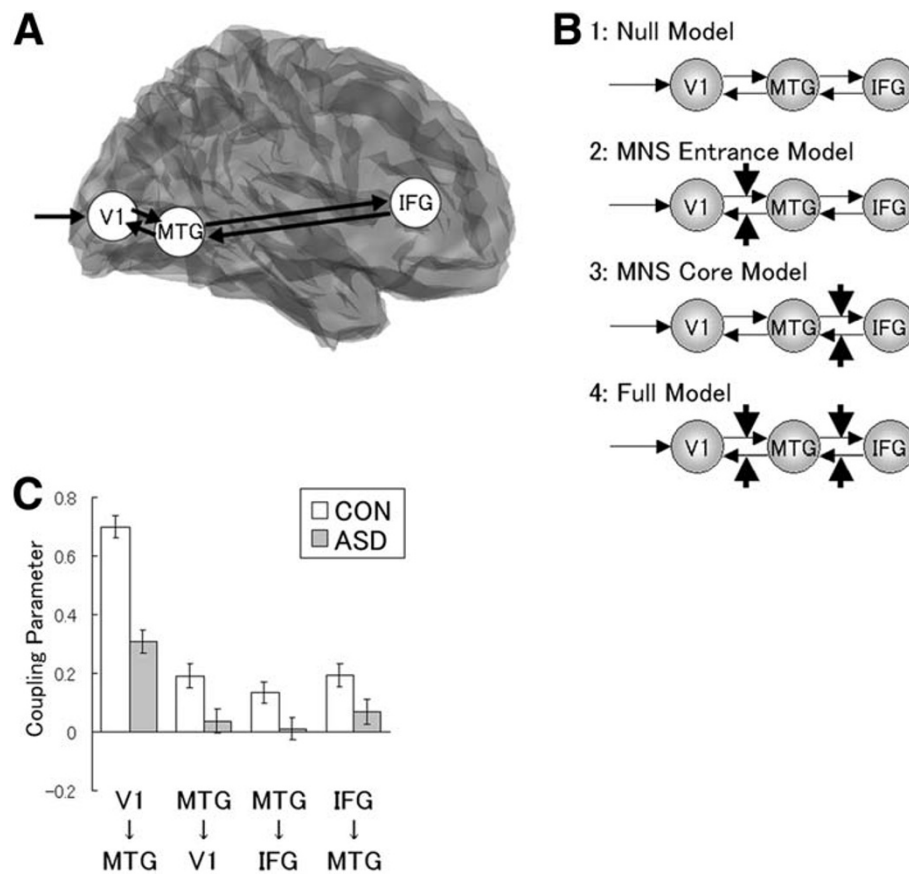 A
V1
MTG
IFG
B
1: Null Model
V1 MTG IFG
2: MNS Entrance Model
V1 MTG IFG
3: MNS Core Model
V1 MTG IFG
4: Full Model
V1 MTG IFG
C
Coupling Parameter
0.8
0.6
0.4
0.2
0
-0.2
CON
ASD
V1 MTG MTG IFG
↓ ↓ ↓ ↓
MTG V1 IFG MTG